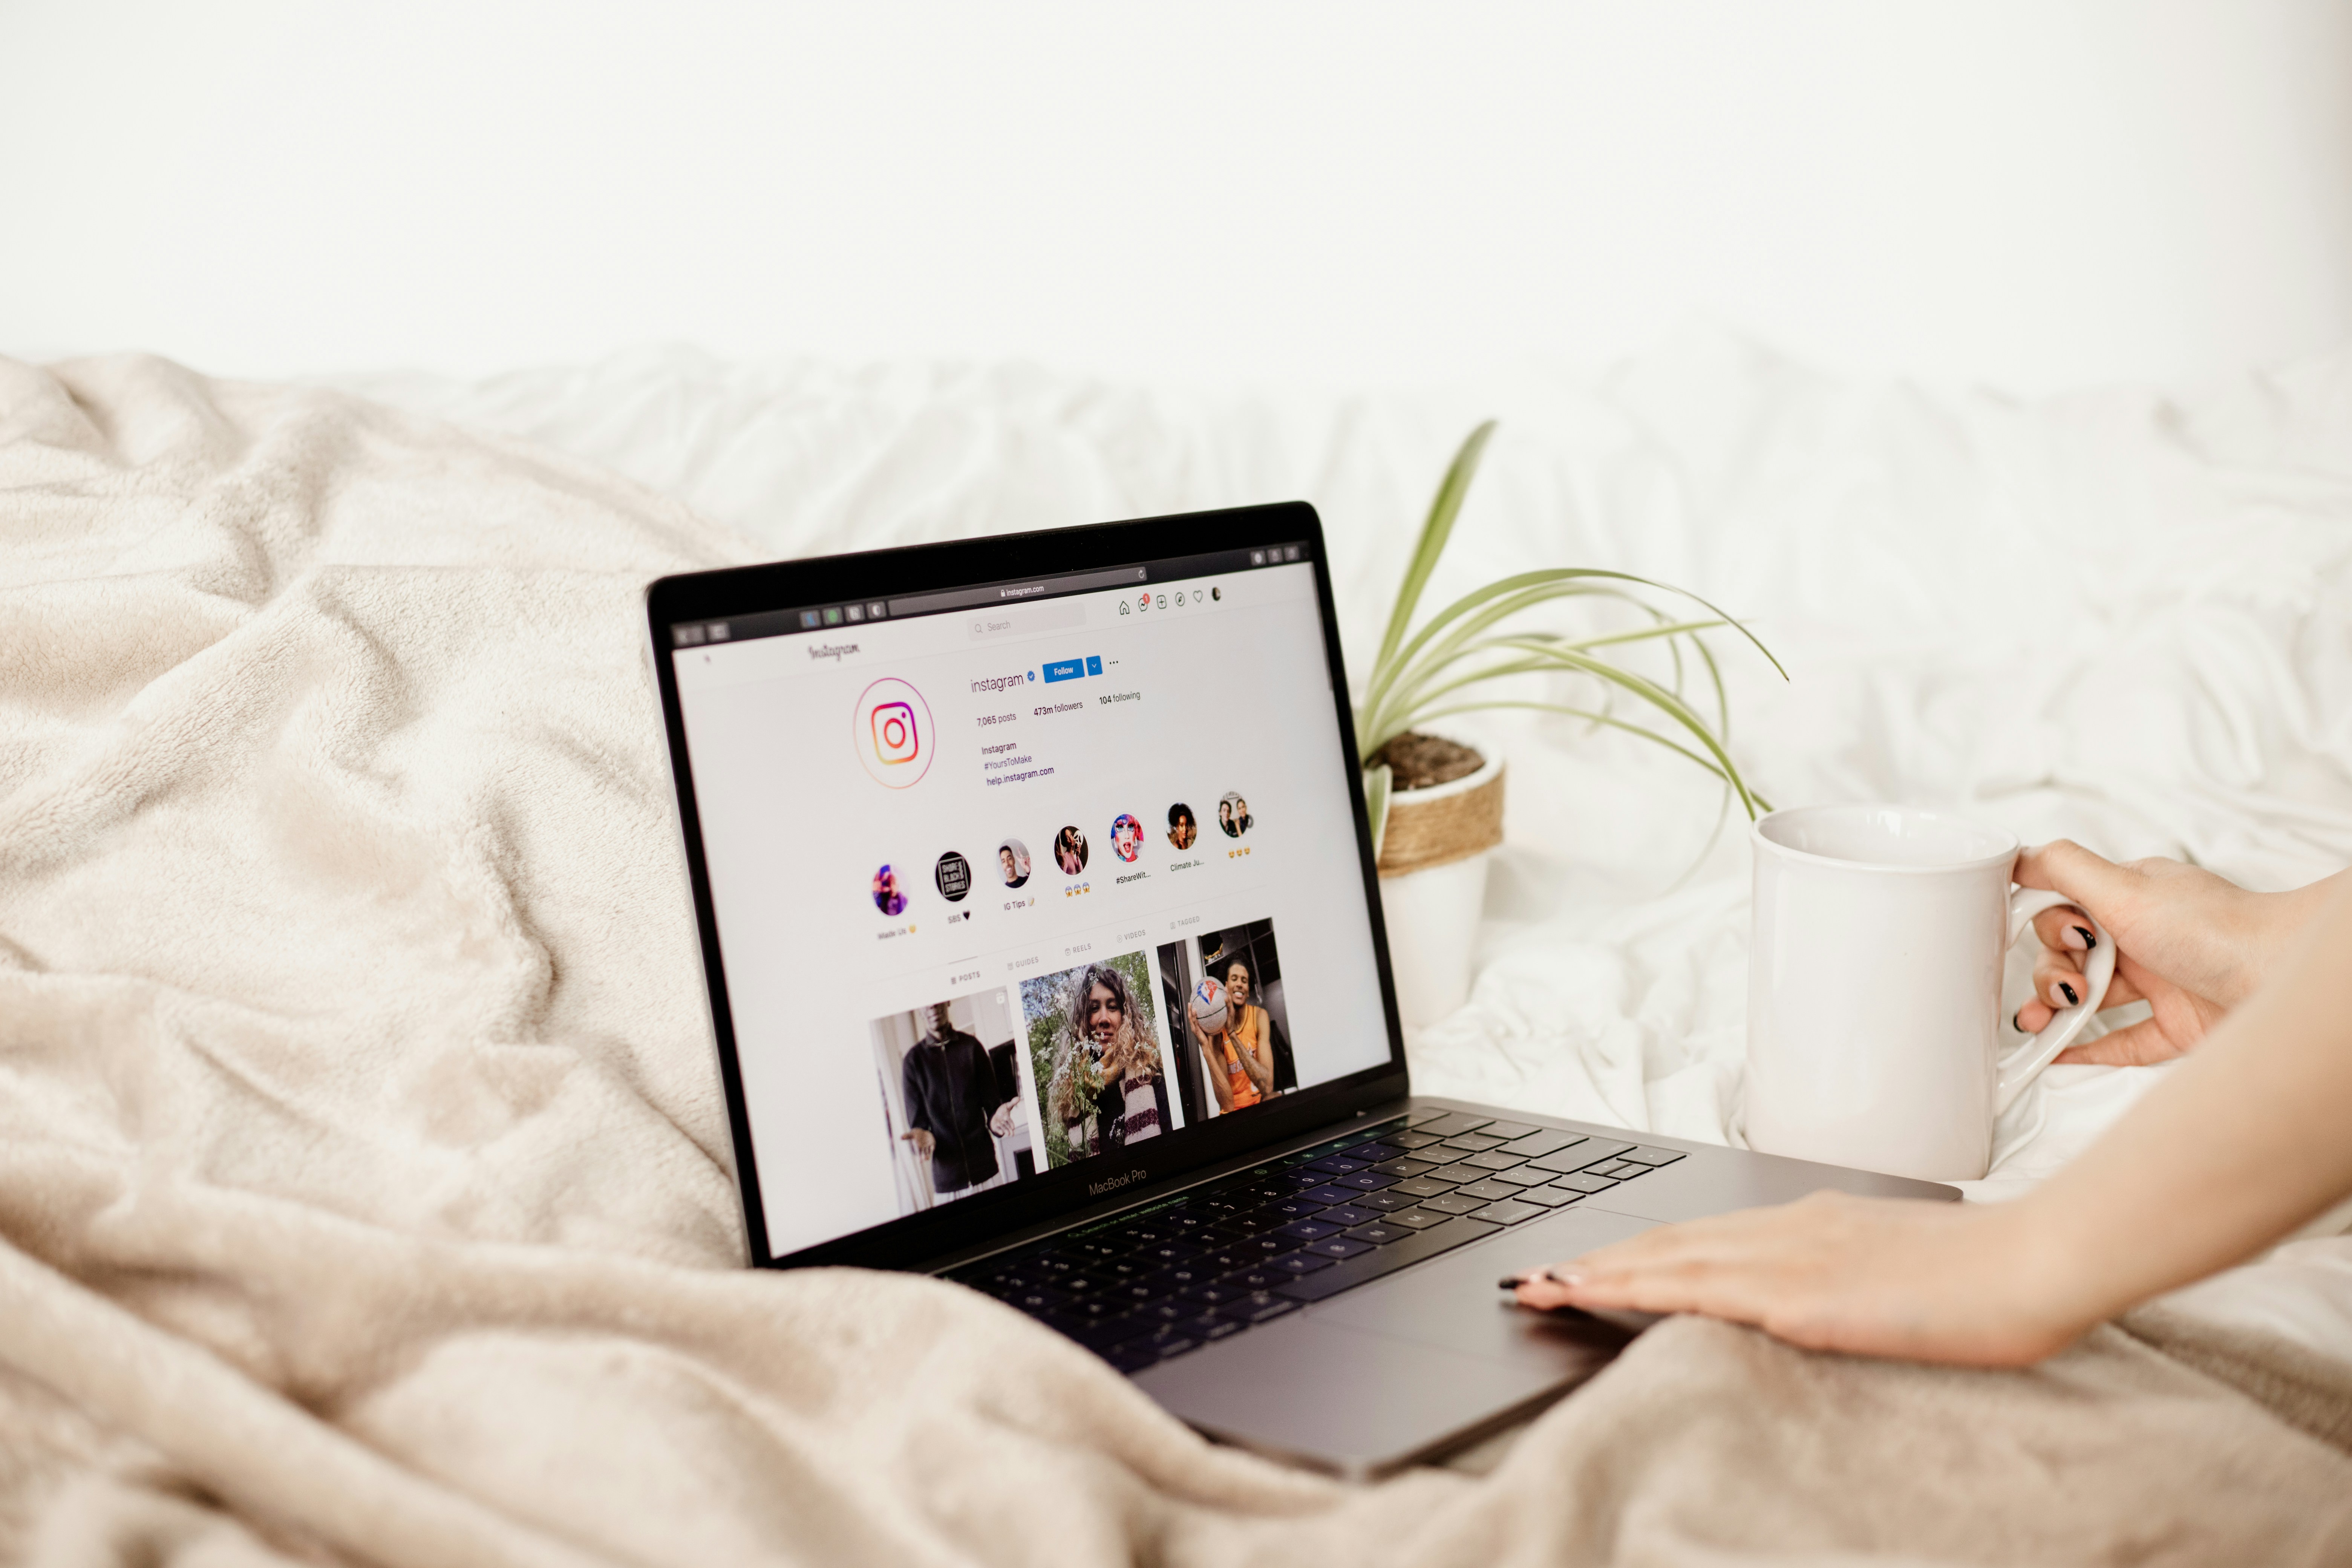 instagram.com
Instagram
Search
instagram
Follow
7,065 posts 473m followers 104 following
Instagram
#YoursToMake
help.instagram.com
Made Us
SBS
IG Tips
#ShareWit...
Climate Ju...
POSTS GUIDES REELS VIDEOS TAGGED
MacBook Pro